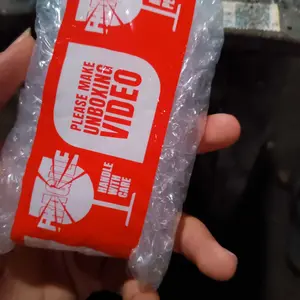 PLEASE MAKE
UNBOXING
VIDEO
HANDLE
WITH
CARE